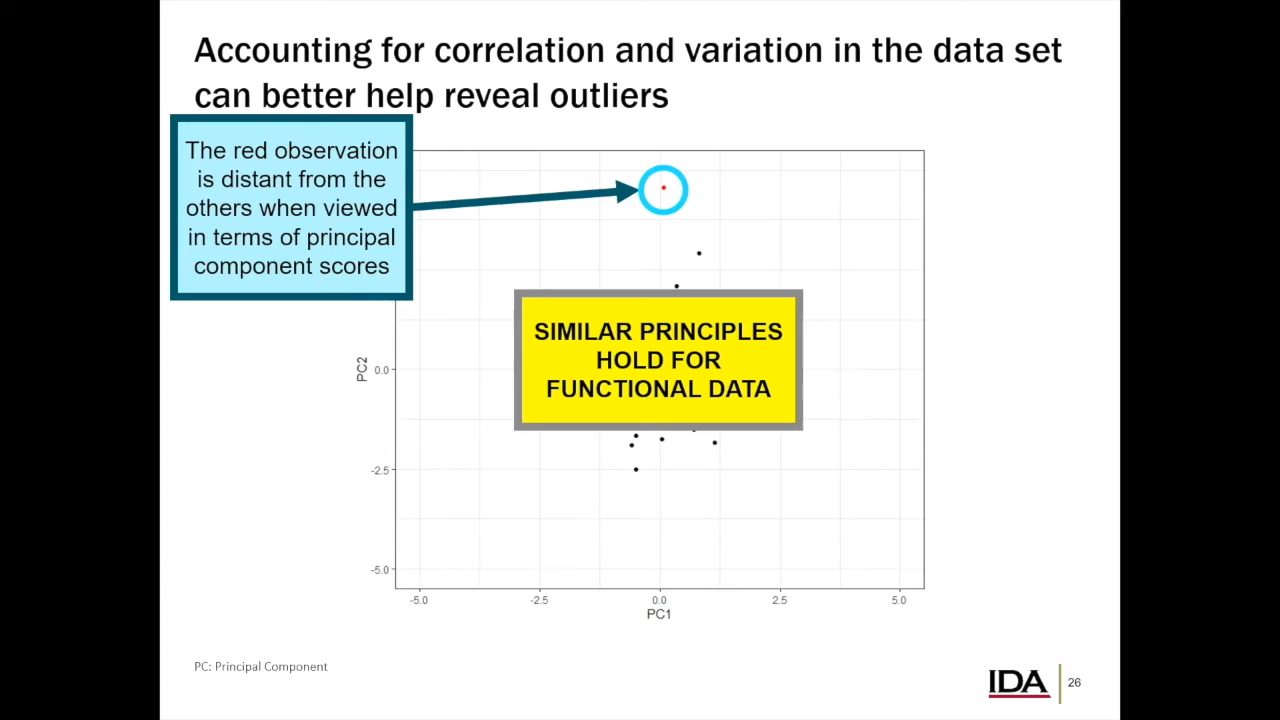 Accounting for correlation and variation in the data set
can better help reveal outliers
The red observation
is distant from the
others when viewed
in terms of principal
component scores
SIMILAR PRINCIPLES
HOLD FOR
FUNCTIONAL DATA
PC2
0.0
-2.5
-5.0
-5.0 -2.5 0.0 2.5 5.0
PC1
PC: Principal Component
IDA 26